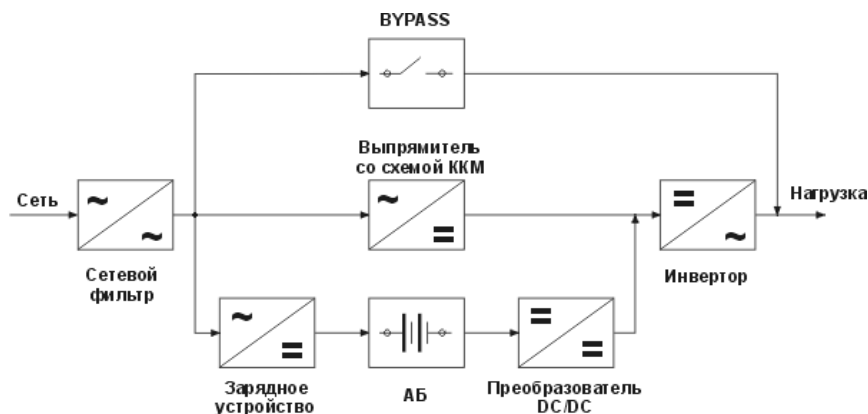 BYPASS
Выпрямитель
со схемой ККМ
Сеть
Нагрузка
Сетевой
фильтр
Инвертор
Зарядное
устройство
АБ
Преобразователь
DC/DC